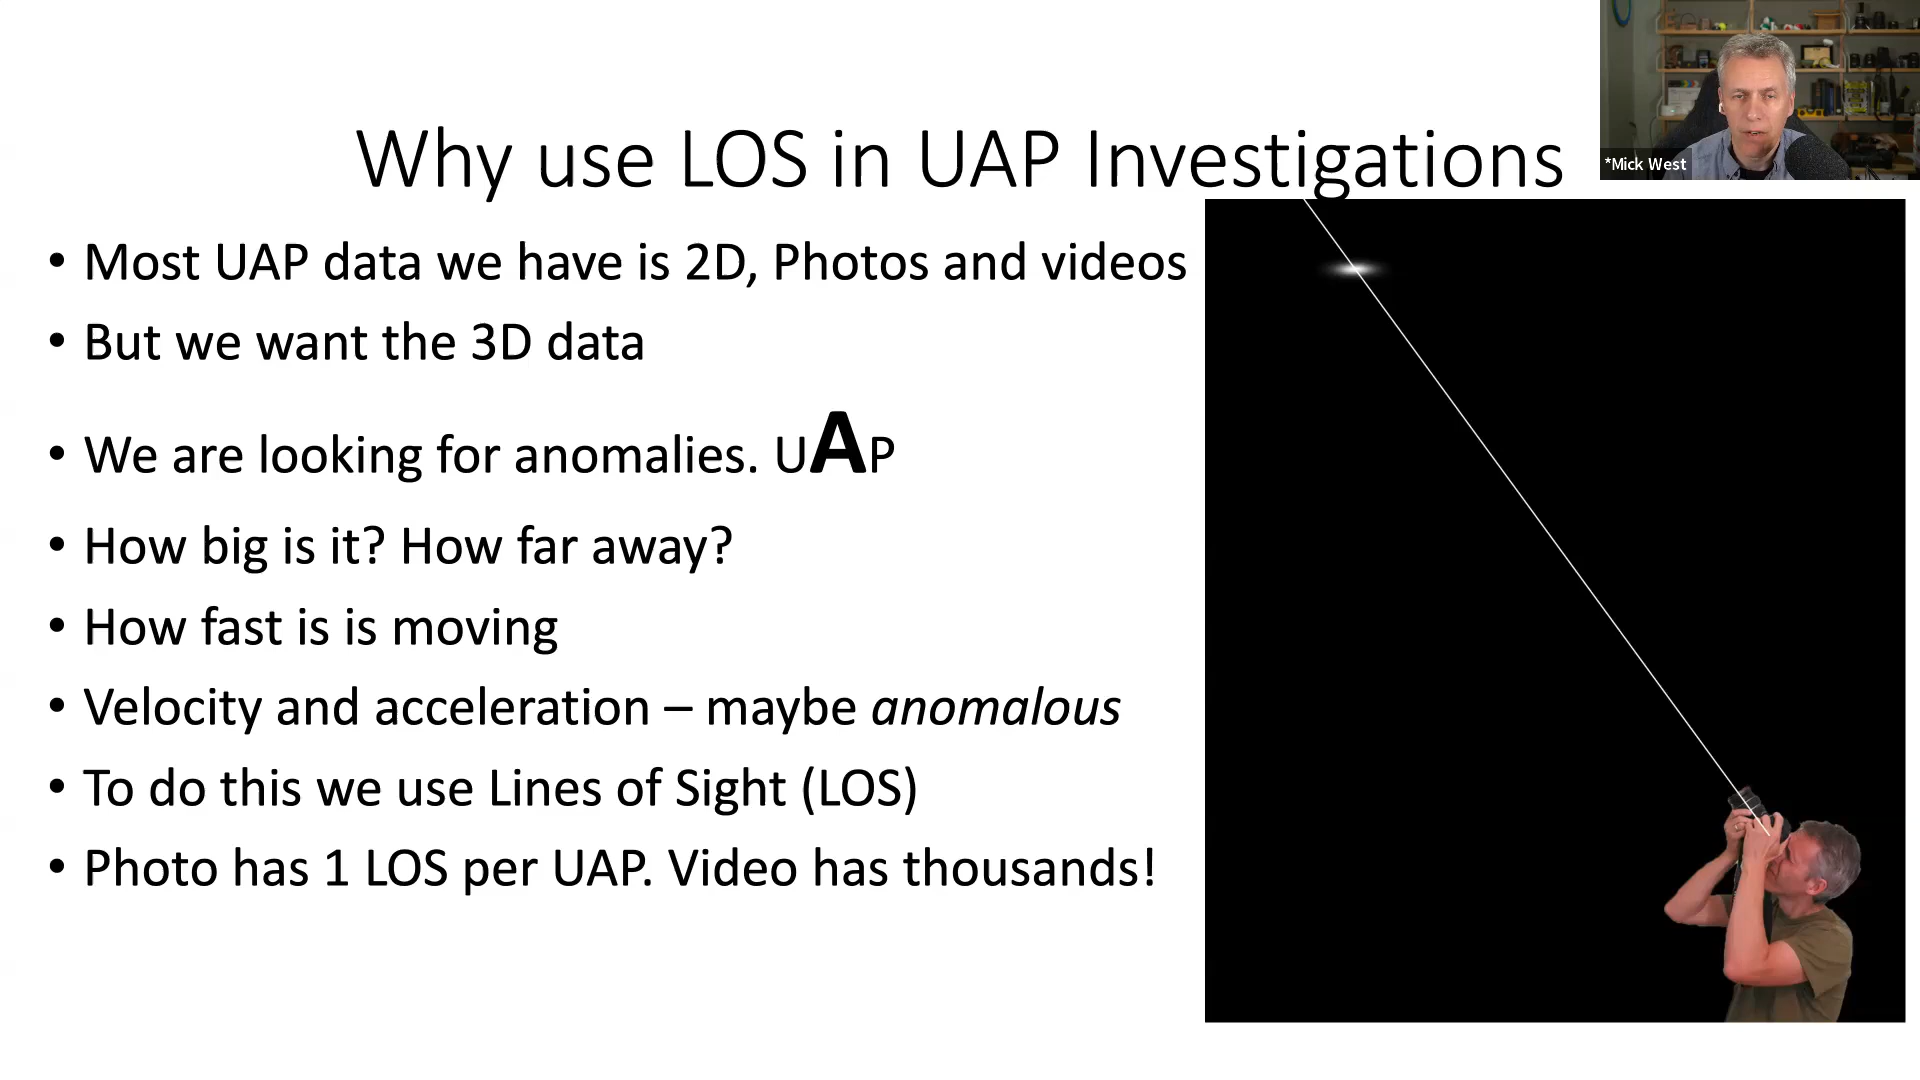 Why use LOS in UAP Investigations
*Mick West
• Most UAP data we have is 2D, Photos and videos
• But we want the 3D data
• We are looking for anomalies. UAP
• How big is it? How far away?
• How fast is is moving
• Velocity and acceleration – maybe anomalous
• To do this we use Lines of Sight (LOS)
• Photo has 1 LOS per UAP. Video has thousands!